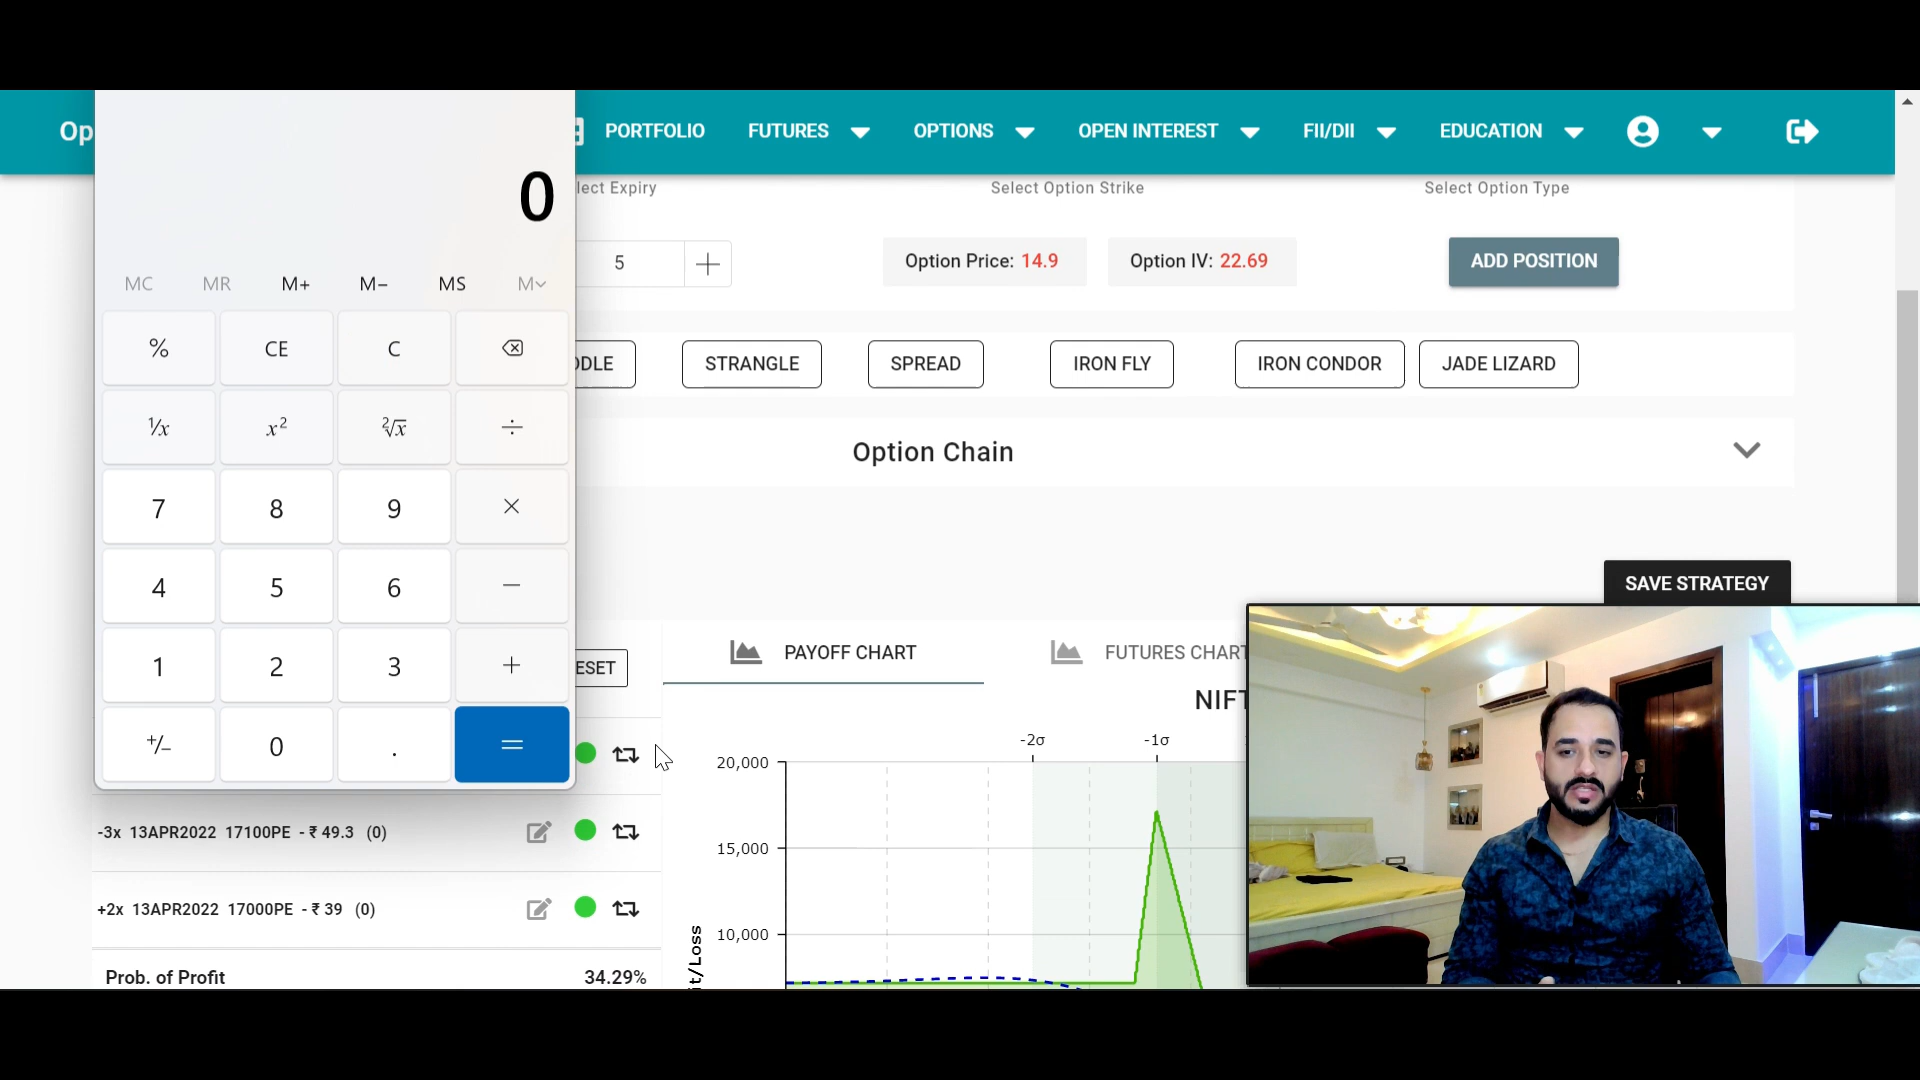 Op
PORTFOLIO FUTURES OPTIONS OPEN INTEREST FII/DII EDUCATION
lect Expiry Select Option Strike Select Option Type
0
5 Option Price: 14.9 Option IV: 22.69 ADD POSITION
MC MR M+ M− MS M
% CE C
DLE STRANGLE SPREAD IRON FLY IRON CONDOR JADE LIZARD
¹/x x² ²√x ÷
Option Chain
7 8 9 ×
4 5 6 −
SAVE STRATEGY
1 2 3 +
ESET PAYOFF CHART FUTURES CHART
NIFT
+/− 0 . =
-2σ -1σ
20,000
-3x 13APR2022 17100PE - ₹ 49.3 (0)
15,000
+2x 13APR2022 17000PE - ₹ 39 (0)
10,000
it/Loss
Prob. of Profit 34.29%